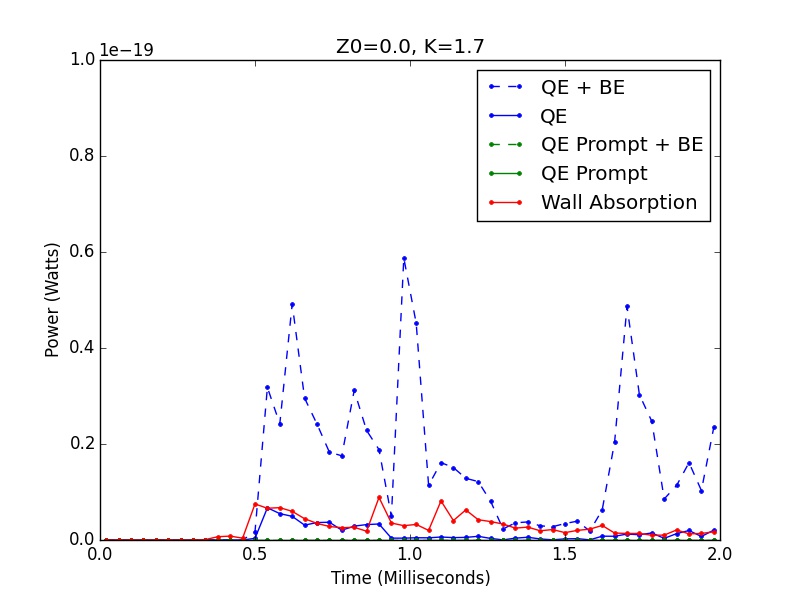 Z0=0.0, K=1.7
1e−19
1.0
0.8
0.6
0.4
0.2
0.0
Power (Watts)
QE + BE
QE
QE Prompt + BE
QE Prompt
Wall Absorption
0.0 0.5 1.0 1.5 2.0
Time (Milliseconds)